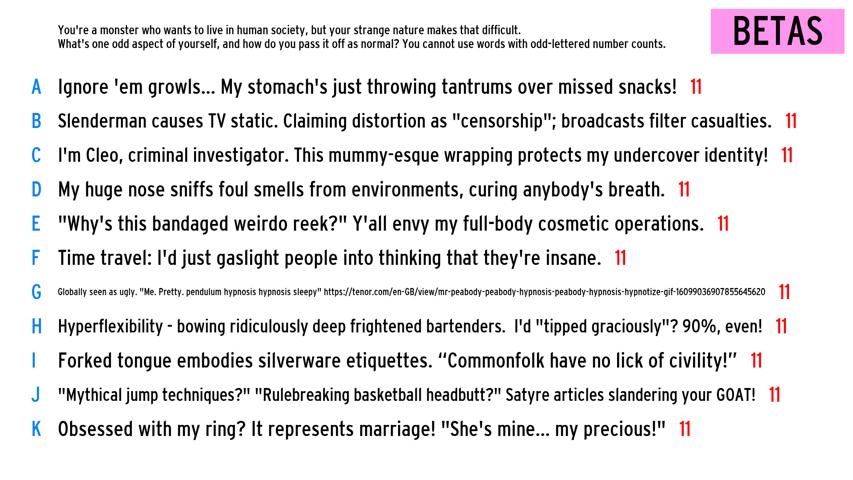 You're a monster who wants to live in human society, but your strange nature makes that difficult.
What's one odd aspect of yourself, and how do you pass it off as normal? You cannot use words with odd-lettered number counts.
BETAS
A Ignore 'em growls... My stomach's just throwing tantrums over missed snacks! 11
B Slenderman causes TV static. Claiming distortion as "censorship"; broadcasts filter casualties. 11
C I'm Cleo, criminal investigator. This mummy-esque wrapping protects my undercover identity! 11
D My huge nose sniffs foul smells from environments, curing anybody's breath. 11
E "Why's this bandaged weirdo reek?" Y'all envy my full-body cosmetic operations. 11
F Time travel: I'd just gaslight people into thinking that they're insane. 11
G Globally seen as ugly. "Me. Pretty. pendulum hypnosis hypnosis sleepy" https://tenor.com/en-GB/view/mr-peabody-peabody-hypnosis-peabody-hypnosis-hypnotize-gif-16099036907855645620 11
H Hyperflexibility - bowing ridiculously deep frightened bartenders. I'd "tipped graciously"? 90%, even! 11
I Forked tongue embodies silverware etiquettes. “Commonfolk have no lick of civility!” 11
J "Mythical jump techniques?" "Rulebreaking basketball headbutt?" Satyre articles slandering your GOAT! 11
K Obsessed with my ring? It represents marriage! "She's mine... my precious!" 11